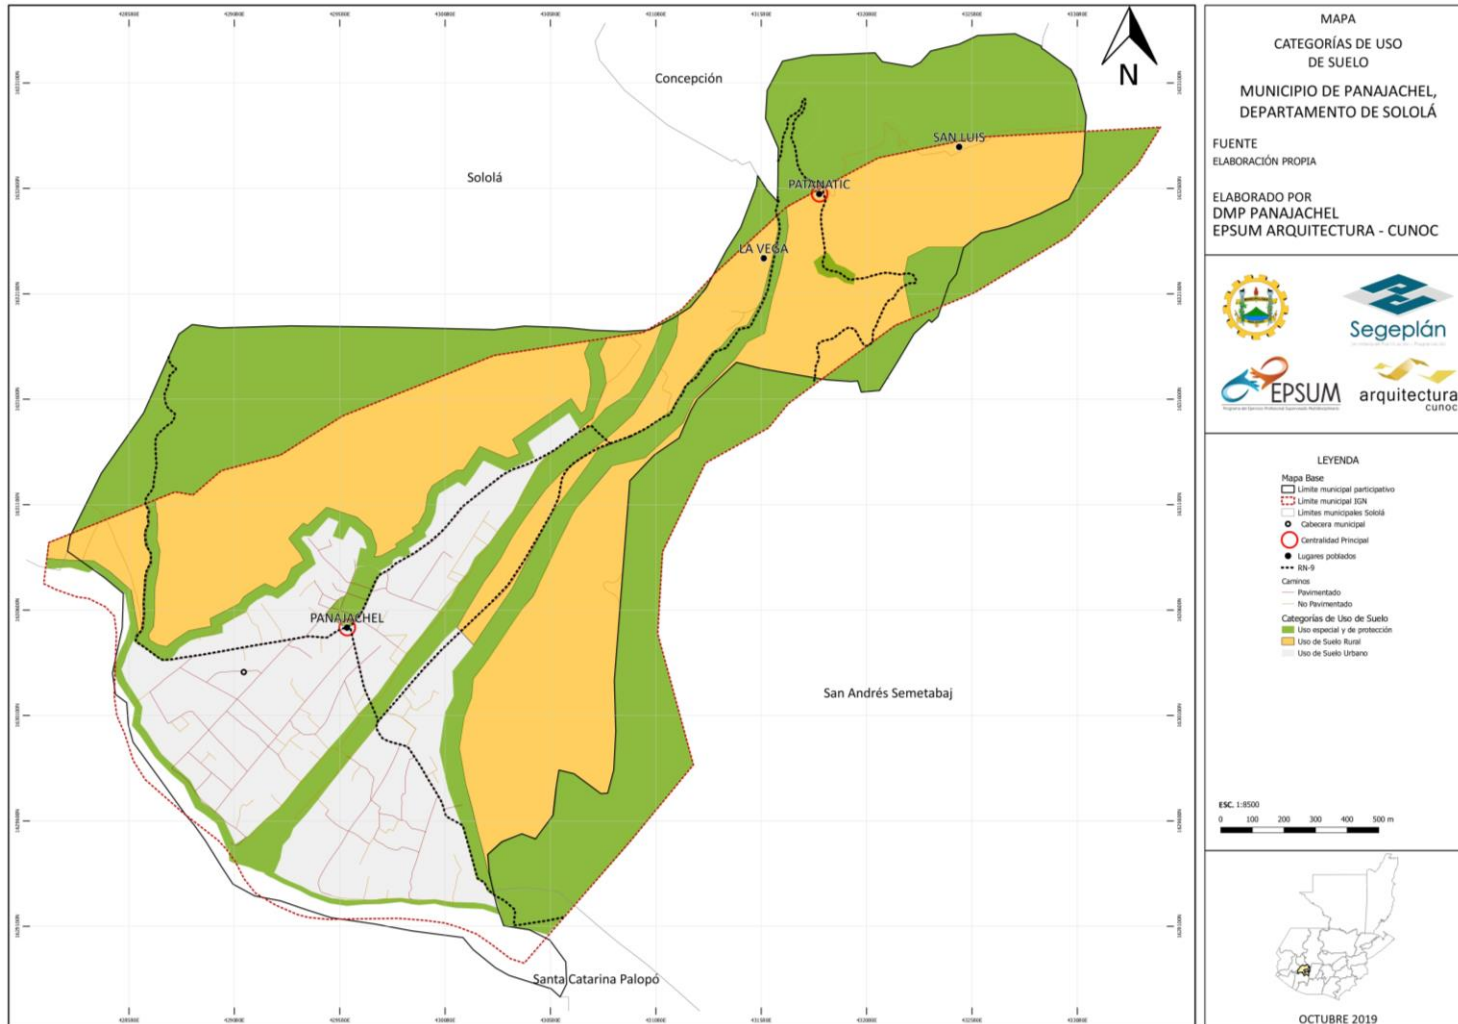 Concepción
Sololá
SAN LUIS
PATANATIC
LA VEGA
PANAJACHEL
San Andrés Semetabaj
Santa Catarina Palopó
N
MAPA
CATEGORÍAS DE USO
DE SUELO
MUNICIPIO DE PANAJACHEL,
DEPARTAMENTO DE SOLOLÁ
FUENTE
ELABORACIÓN PROPIA
ELABORADO POR
DMP PANAJACHEL
EPSUM ARQUITECTURA - CUNOC
Segeplán
EPSUM
arquitectura
cunoc
LEYENDA
Mapa Base
Límite municipal participativo
Límite municipal IGN
Límites municipales Sololá
Cabecera municipal
Centralidad Principal
Lugares poblados
RN-9
Caminos
Pavimentado
No Pavimentado
Categorías de Uso de Suelo
Uso especial y de protección
Uso de Suelo Rural
Uso de Suelo Urbano
ESC. 1:8500
0 100 200 300 400 500 m
OCTUBRE 2019